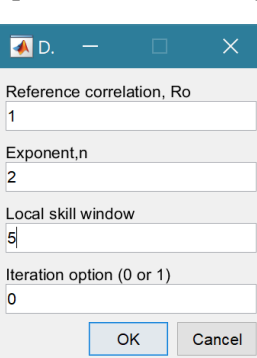 D.
Reference correlation, Ro
1
Exponent,n
2
Local skill window
5
Iteration option (0 or 1)
0
OK Cancel